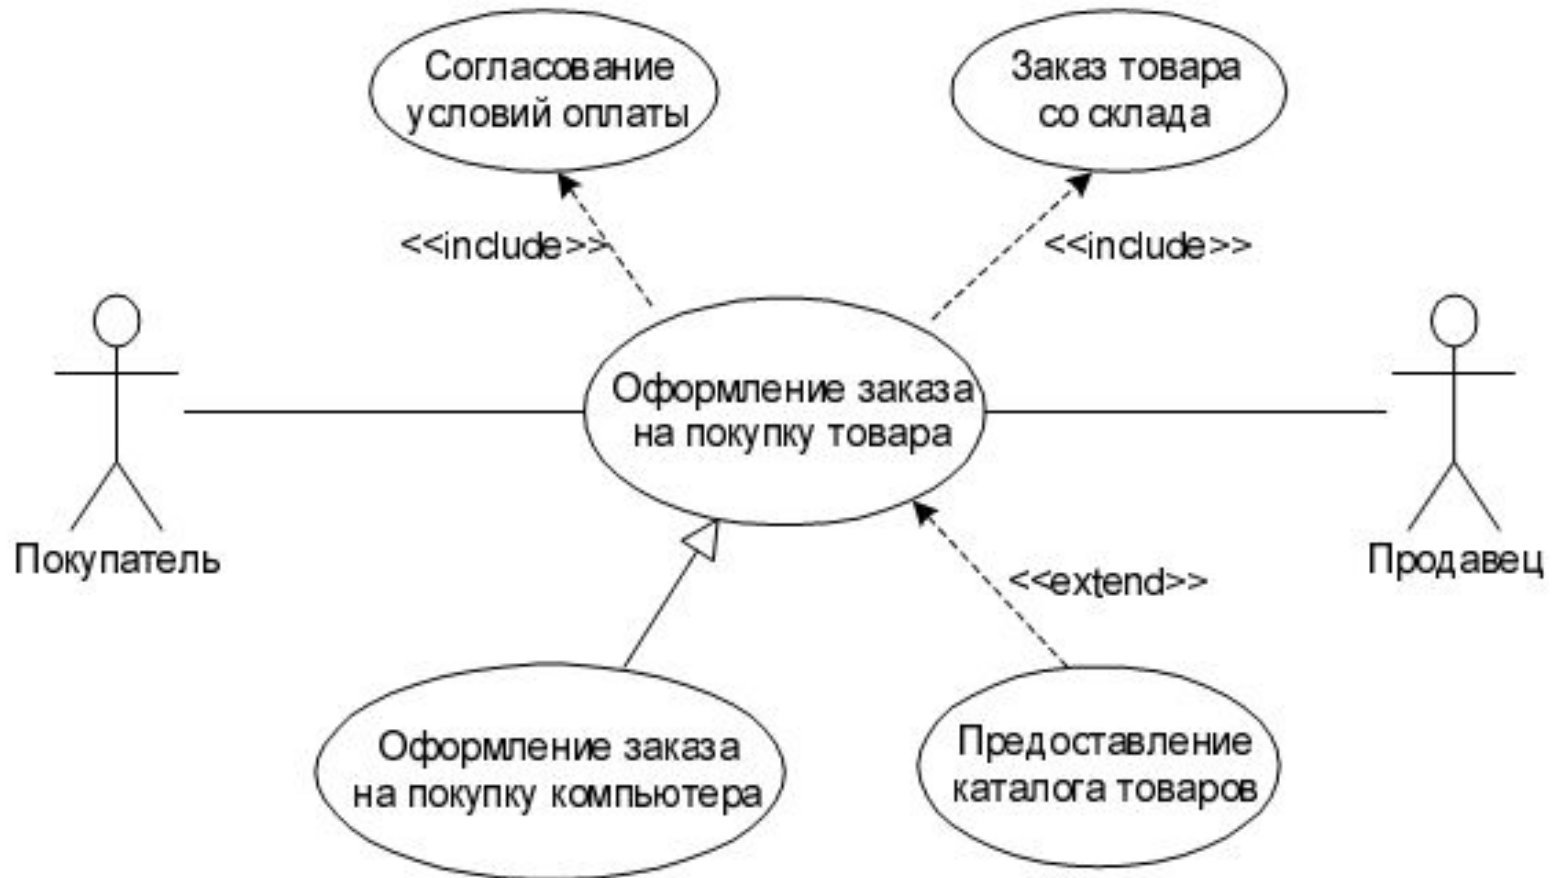 Согласование
условий оплаты
Заказ товара
со склада
<<include>>
<<include>>
Оформление заказа
на покупку товара
Покупатель
Продавец
<<extend>>
Оформление заказа
на покупку компьютера
Предоставление
каталога товаров